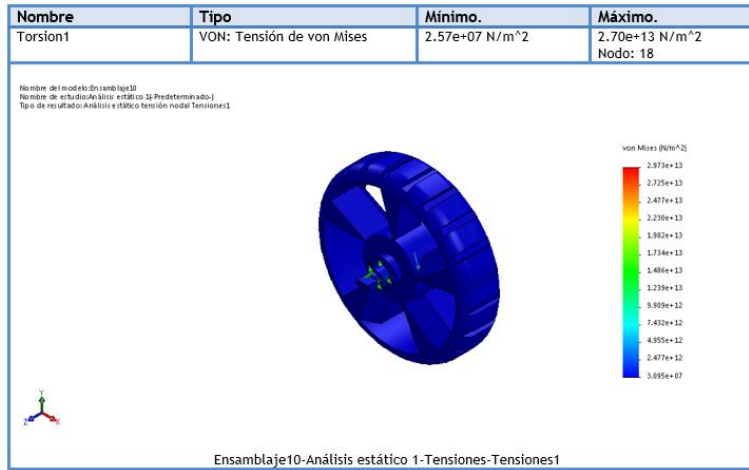 Nombre Tipo Mínimo. Máximo.
Torsion1 VON: Tensión de von Mises 2.57e+07 N/m^2 2.70e+13 N/m^2
Nodo: 18
Nombre del modelo:Ensamblaje10
Nombre de estudio:Análisis estático 1(-Predeterminado-)
Tipo de resultado: Análisis estático tensión nodal Tensiones1
von Mises (N/m^2)
2.973e+13
2.725e+13
2.477e+13
2.230e+13
1.982e+13
1.734e+13
1.486e+13
1.239e+13
9.909e+12
7.432e+12
4.955e+12
2.477e+12
3.095e+07
Y
Z X
Ensamblaje10-Análisis estático 1-Tensiones-Tensiones1